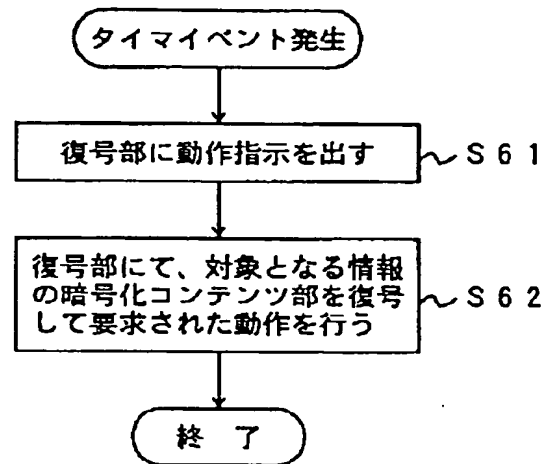 タイマイベント発生
復号部に動作指示を出す
S61
復号部にて、対象となる情報
の暗号化コンテンツ部を復号
して要求された動作を行う
S62
終 了